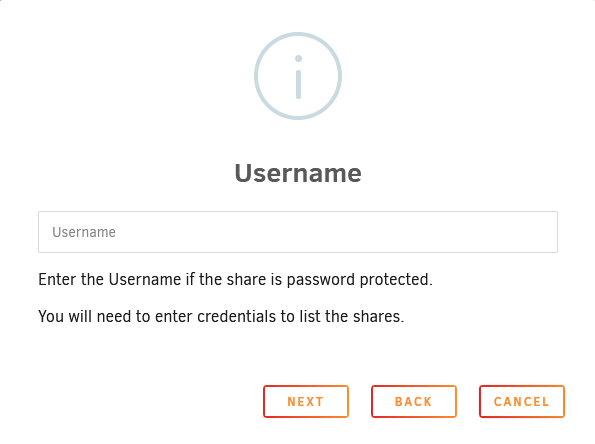 Username
Username
Enter the Username if the share is password protected.
You will need to enter credentials to list the shares.
NEXT BACK CANCEL